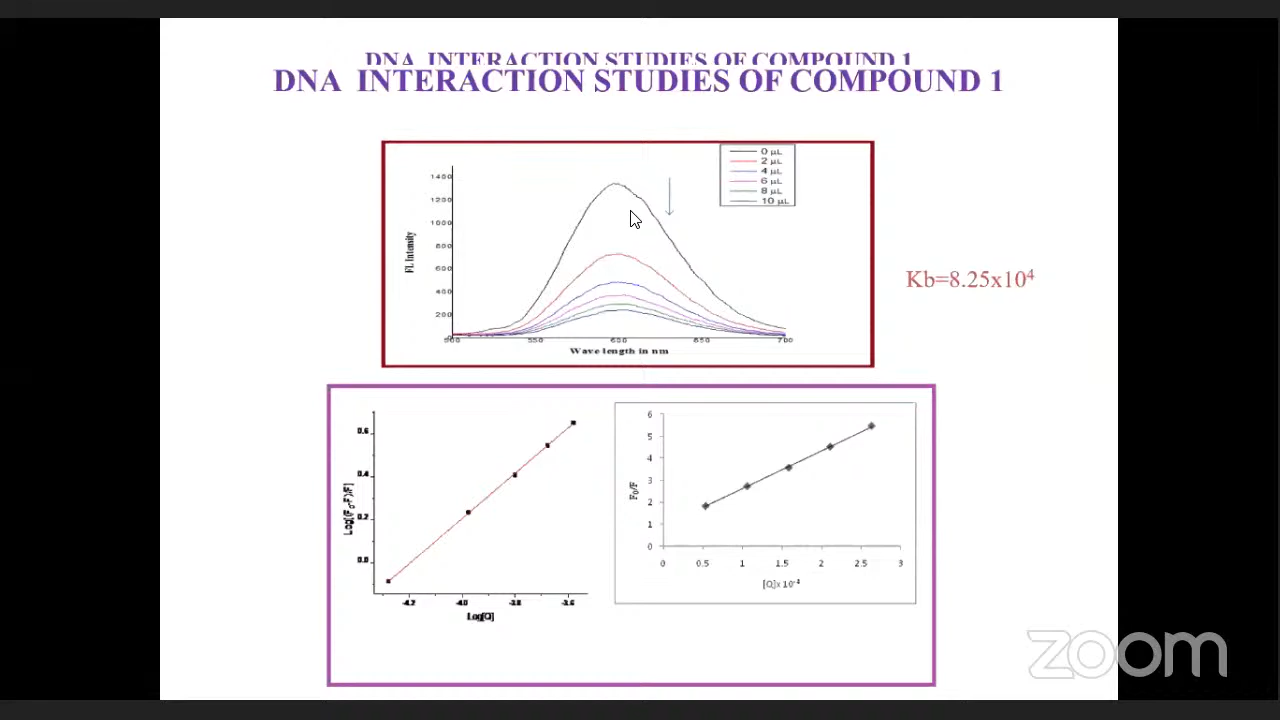 DNA INTERACTION STUDIES OF COMPOUND 1
DNA INTERACTION STUDIES OF COMPOUND 1
0 µL
2 µL
4 µL
6 µL
8 µL
10 µL
1400
1200
1000
800
600
400
200
0
FL Intensity
500 550 600 650 700
Wave length in nm
Kb=8.25x10⁴
0.6
0.4
0.2
0.0
Log[(F₀-F)/F]
-4.2 -4.0 -3.8 -3.6
Log[Q]
6
5
4
3
2
1
0
F₀/F
0 0.5 1 1.5 2 2.5 3
zoom